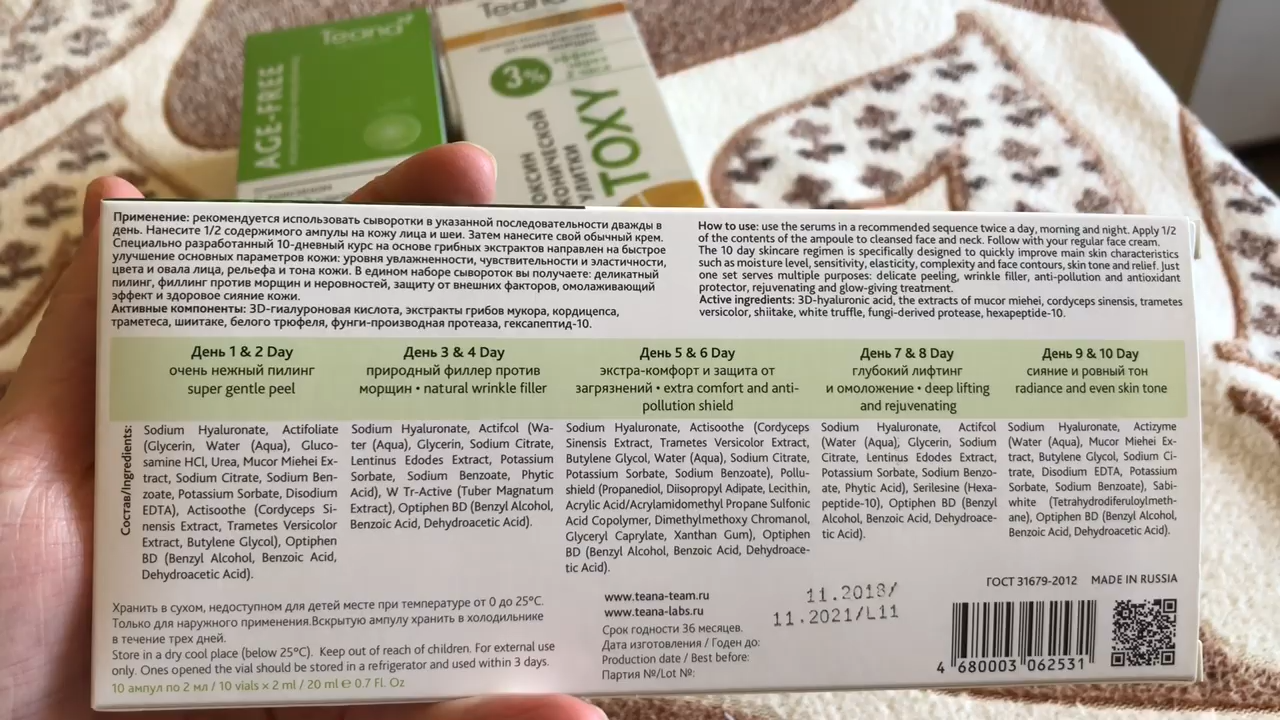 Teana
AGE-FREE
Teana
3%
TOXY
Применение: рекомендуется использовать сыворотки в указанной последовательности дважды в
день. Нанесите 1/2 содержимого ампулы на кожу лица и шеи. Затем нанесите свой обычный крем.
Специально разработанный 10-дневный курс на основе грибных экстрактов направлен на быстрое
улучшение основных параметров кожи: уровня увлажненности, чувствительности и эластичности,
цвета и овала лица, рельефа и тона кожи. В едином наборе сывороток вы получаете: деликатный
пилинг, филлинг против морщин и неровностей, защиту от внешних факторов, омолаживающий
эффект и здоровое сияние кожи.
Активные компоненты: 3D-гиалуроновая кислота, экстракты грибов мукора, кордицепса,
траметеса, шиитаке, белого трюфеля, фунги-производная протеаза, гексапептид-10.
How to use: use the serums in a recommended sequence twice a day, morning and night. Apply 1/2
of the contents of the ampoule to cleansed face and neck. Follow with your regular face cream.
The 10 day skincare regimen is specifically designed to quickly improve main skin characteristics
such as moisture level, sensitivity, elasticity, complexity and face contours, skin tone and relief. Just
one set serves multiple purposes: delicate peeling, wrinkle filler, anti-pollution and antioxidant
protector, rejuvenating and glow-giving treatment.
Active ingredients: 3D-hyaluronic acid, the extracts of mucor miehei, cordyceps sinensis, trametes
versicolor, shiitake, white truffle, fungi-derived protease, hexapeptide-10.
День 1 & 2 Day
очень нежный пилинг
super gentle peel
День 3 & 4 Day
природный филлер против
морщин • natural wrinkle filler
День 5 & 6 Day
экстра-комфорт и защита от
загрязнений • extra comfort and anti-
pollution shield
День 7 & 8 Day
глубокий лифтинг
и омоложение • deep lifting
and rejuvenating
День 9 & 10 Day
сияние и ровный тон
radiance and even skin tone
Состав/Ingredients:
Sodium Hyaluronate, Actifoliate
(Glycerin, Water (Aqua), Gluco-
samine HCl, Urea, Mucor Miehei Ex-
tract, Sodium Citrate, Sodium Ben-
zoate, Potassium Sorbate, Disodium
EDTA), Actisoothe (Cordyceps Si-
nensis Extract, Trametes Versicolor
Extract, Butylene Glycol), Optiphen
BD (Benzyl Alcohol, Benzoic Acid,
Dehydroacetic Acid).
Sodium Hyaluronate, Actifcol (Wa-
ter (Aqua), Glycerin, Sodium Citrate,
Lentinus Edodes Extract, Potassium
Sorbate, Sodium Benzoate, Phytic
Acid), W Tr-Active (Tuber Magnatum
Extract), Optiphen BD (Benzyl Alcohol,
Benzoic Acid, Dehydroacetic Acid).
Sodium Hyaluronate, Actisoothe (Cordyceps
Sinensis Extract, Trametes Versicolor Extract,
Butylene Glycol, Water (Aqua), Sodium Citrate,
Potassium Sorbate, Sodium Benzoate), Pollu-
shield (Propanediol, Diisopropyl Adipate, Lecithin,
Acrylic Acid/Acrylamidomethyl Propane Sulfonic
Acid Copolymer, Dimethylmethoxy Chromanol,
Glyceryl Caprylate, Xanthan Gum), Optiphen
BD (Benzyl Alcohol, Benzoic Acid, Dehydroace-
tic Acid).
Sodium Hyaluronate, Actifcol
(Water (Aqua), Glycerin, Sodium
Citrate, Lentinus Edodes Extract,
Potassium Sorbate, Sodium Benzo-
ate, Phytic Acid), Serilesine (Hexa-
peptide-10), Optiphen BD (Benzyl
Alcohol, Benzoic Acid, Dehydroace-
tic Acid).
Sodium Hyaluronate, Actizyme
(Water (Aqua), Mucor Miehei Ex-
tract, Butylene Glycol, Sodium Ci-
trate, Disodium EDTA, Potassium
Sorbate, Sodium Benzoate), Sabi-
white (Tetrahydrodiferuloylmeth-
ane), Optiphen BD (Benzyl Alcohol,
Benzoic Acid, Dehydroacetic Acid).
Хранить в сухом, недоступном для детей месте при температуре от 0 до 25°C.
Только для наружного применения.Вскрытую ампулу хранить в холодильнике
в течение трех дней.
Store in a dry cool place (below 25°C). Keep out of reach of children. For external use
only. Ones opened the vial should be stored in a refrigerator and used within 3 days.
10 ампул по 2 мл / 10 vials × 2 ml / 20 ml ℮ 0.7 Fl. Oz
www.teana-team.ru
www.teana-labs.ru
Срок годности 36 месяцев.
Дата изготовления / Годен до:
Production date / Best before:
Партия №/Lot №:
11.2018/
11.2021/L11
ГОСТ 31679-2012 MADE IN RUSSIA
4 680003 062531